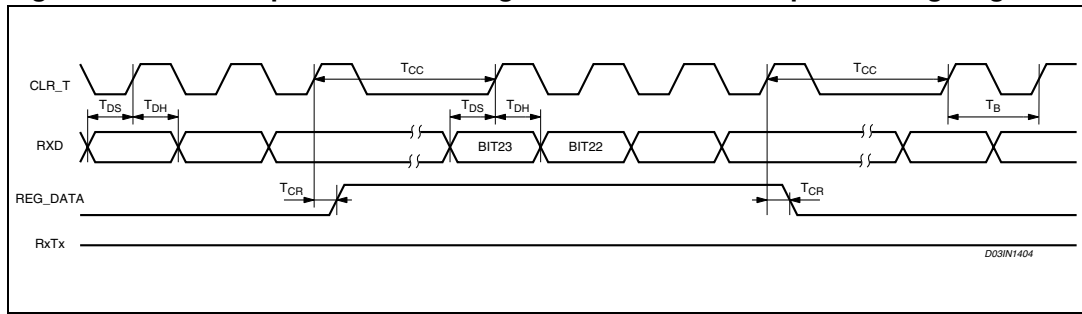 CLR_T
TCC
TCC
TDS
TDH
TDS
TDH
TB
RXD
BIT23
BIT22
TCR
TCR
REG_DATA
RxTx
D03IN1404